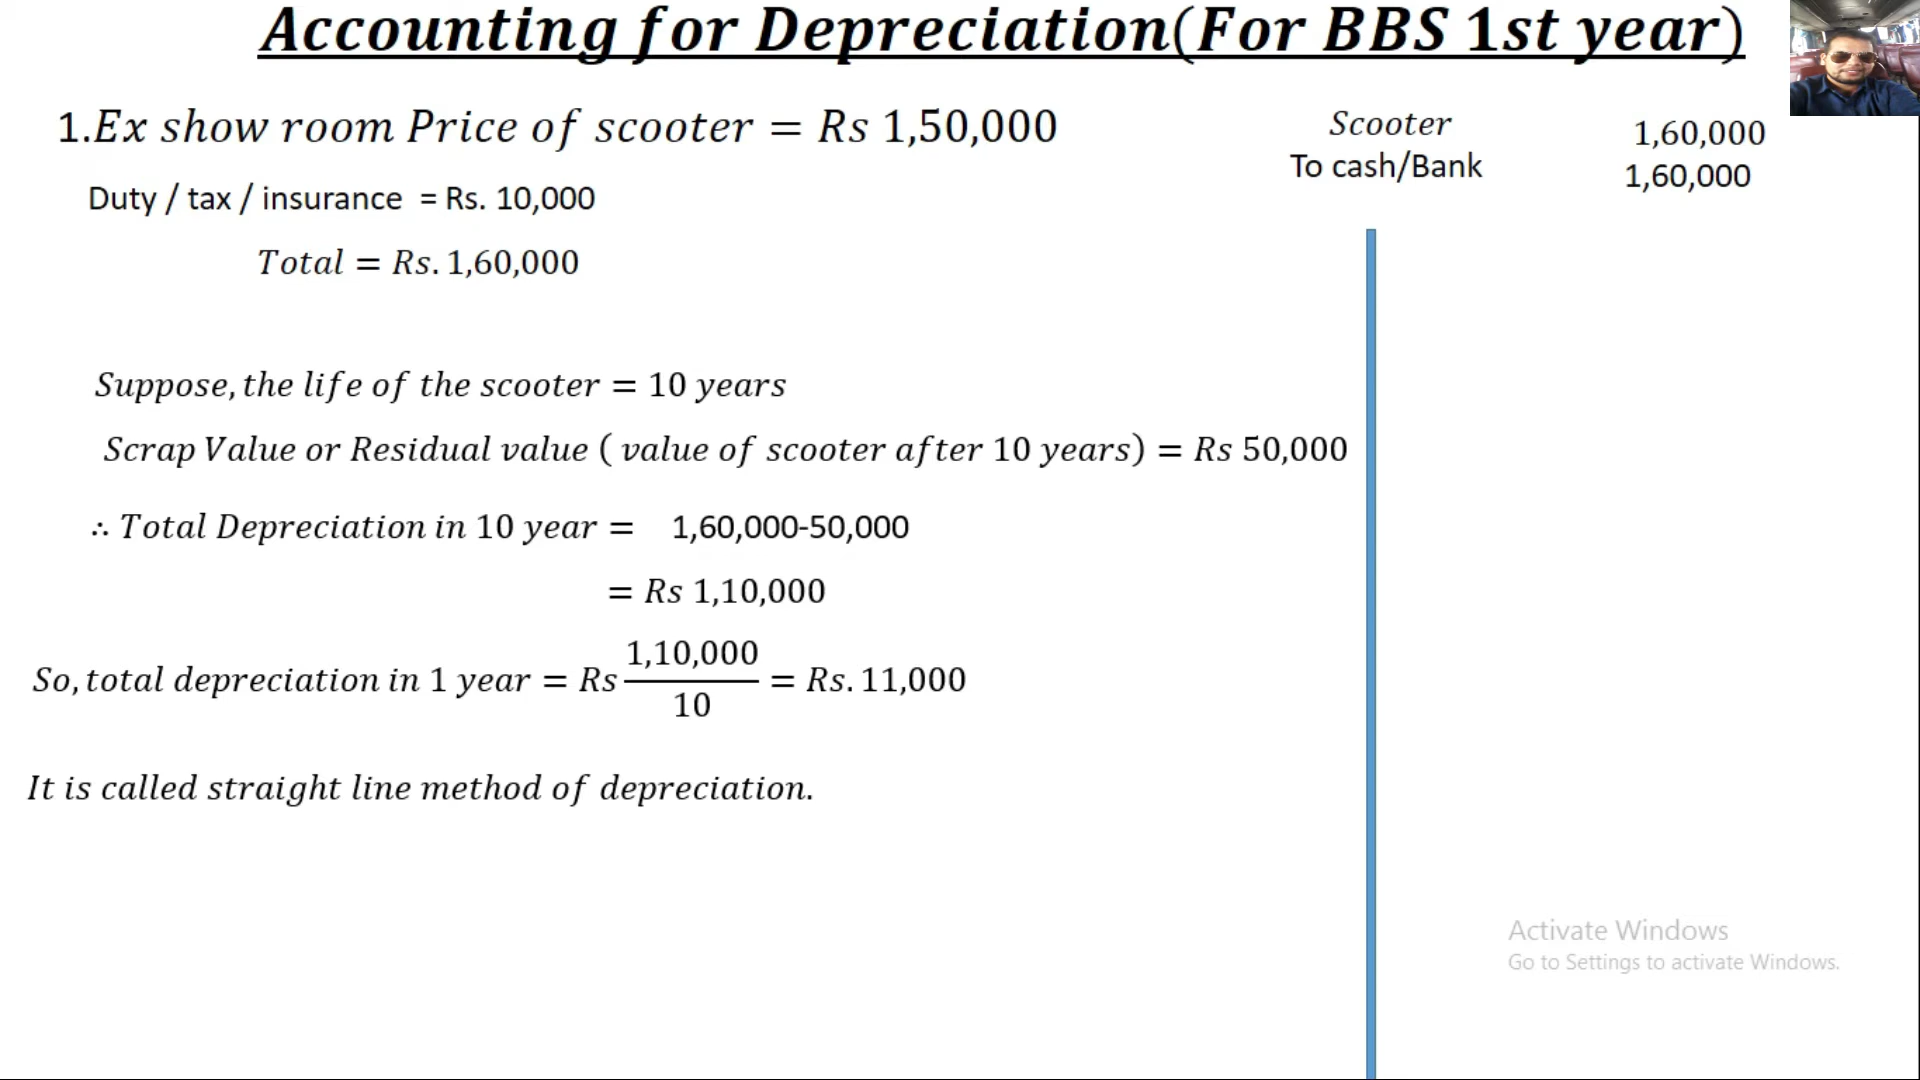 Accounting for Depreciation(For BBS 1st year)
1.Ex show room Price of scooter = Rs 1,50,000
Duty / tax / insurance = Rs. 10,000
Total = Rs. 1,60,000
Scooter 1,60,000
To cash/Bank 1,60,000
Suppose, the life of the scooter = 10 years
Scrap Value or Residual value ( value of scooter after 10 years) = Rs 50,000
∴ Total Depreciation in 10 year = 1,60,000-50,000
= Rs 1,10,000
So, total depreciation in 1 year = Rs 1,10,000/10 = Rs. 11,000
It is called straight line method of depreciation.
Activate Windows
Go to Settings to activate Windows.